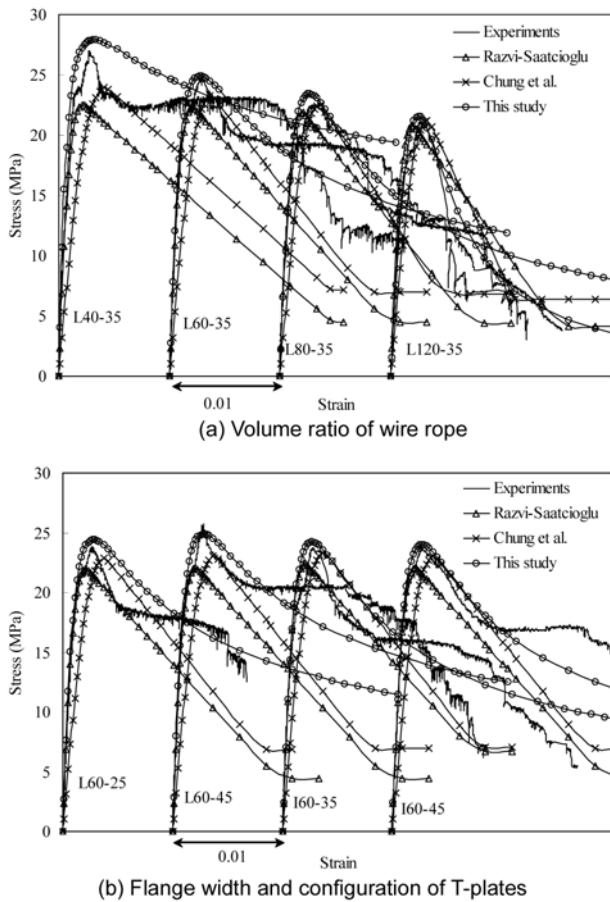 30
25
20
15
10
5
0
Stress (MPa)
Experiments
Razvi-Saatcioglu
Chung et al.
This study
L40-35
L60-35
L80-35
L120-35
0.01
Strain
(a) Volume ratio of wire rope
30
25
20
15
10
5
0
Stress (MPa)
Experiments
Razvi-Saatcioglu
Chung et al.
This study
L60-25
L60-45
I60-35
I60-45
0.01
Strain
(b) Flange width and configuration of T-plates